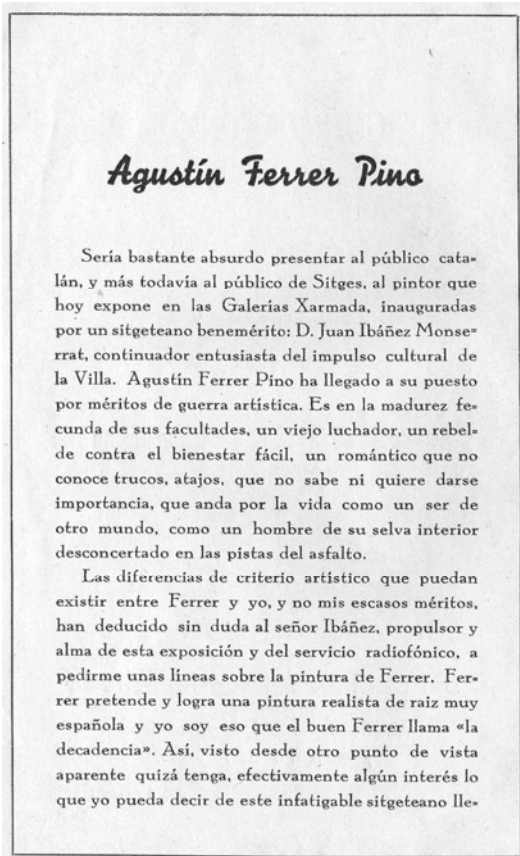 Agustín Ferrer Pino
Sería bastante absurdo presentar al público cata-
lán, y más todavía al público de Sitges, al pintor que
hoy expone en las Galerías Xarmada, inauguradas
por un sitgeteano benemérito: D. Juan Ibáñez Monse-
rrat, continuador entusiasta del impulso cultural de
la Villa. Agustín Ferrer Pino ha llegado a su puesto
por méritos de guerra artística. Es en la madurez fe-
cunda de sus facultades, un viejo luchador, un rebel-
de contra el bienestar fácil, un romántico que no
conoce trucos, atajos, que no sabe ni quiere darse
importancia, que anda por la vida como un ser de
otro mundo, como un hombre de su selva interior
desconcertado en las pistas del asfalto.
Las diferencias de criterio artístico que puedan
existir entre Ferrer y yo, y no mis escasos méritos,
han deducido sin duda al señor Ibáñez, propulsor y
alma de esta exposición y del servicio radiofónico, a
pedirme unas líneas sobre la pintura de Ferrer. Fer-
rer pretende y logra una pintura realista de raiz muy
española y yo soy eso que el buen Ferrer llama «la
decadencia». Así, visto desde otro punto de vista
aparente quizá tenga, efectivamente algún interés lo
que yo pueda decir de este infatigable sitgeteano lle-